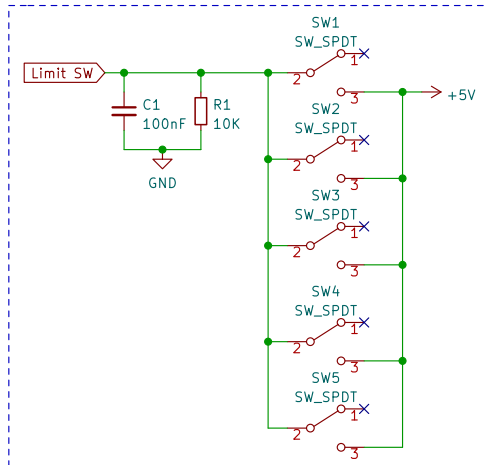 SW1
SW_SPDT
Limit SW
1
2
3
+5V
C1
100nF
R1
10K
GND
SW2
SW_SPDT
1
2
3
SW3
SW_SPDT
1
2
3
SW4
SW_SPDT
1
2
3
SW5
SW_SPDT
1
2
3